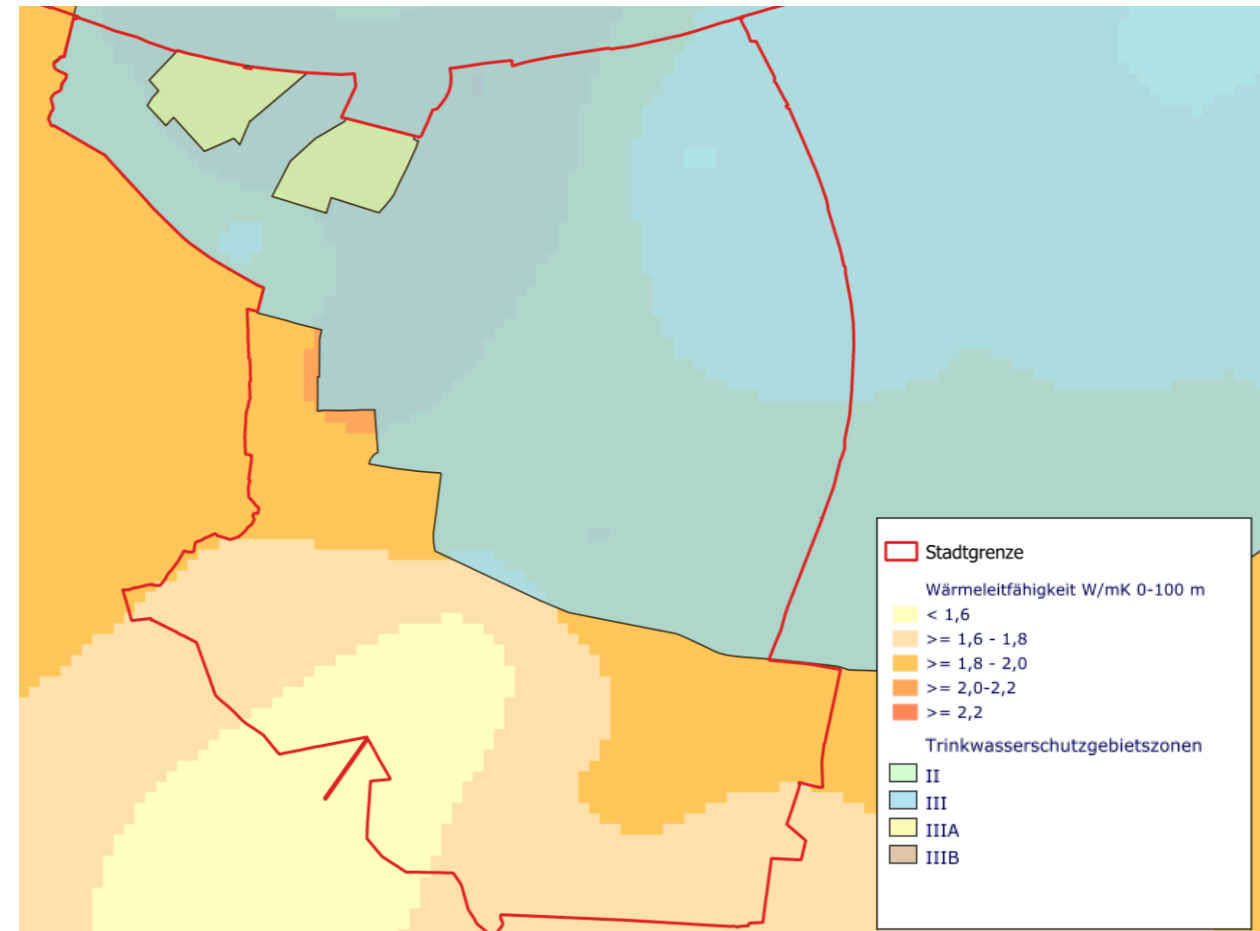 Stadtgrenze
Wärmeleitfähigkeit W/mK 0-100 m
< 1,6
>= 1,6 - 1,8
>= 1,8 - 2,0
>= 2,0-2,2
>= 2,2
Trinkwasserschutzgebietszonen
II
III
IIIA
IIIB